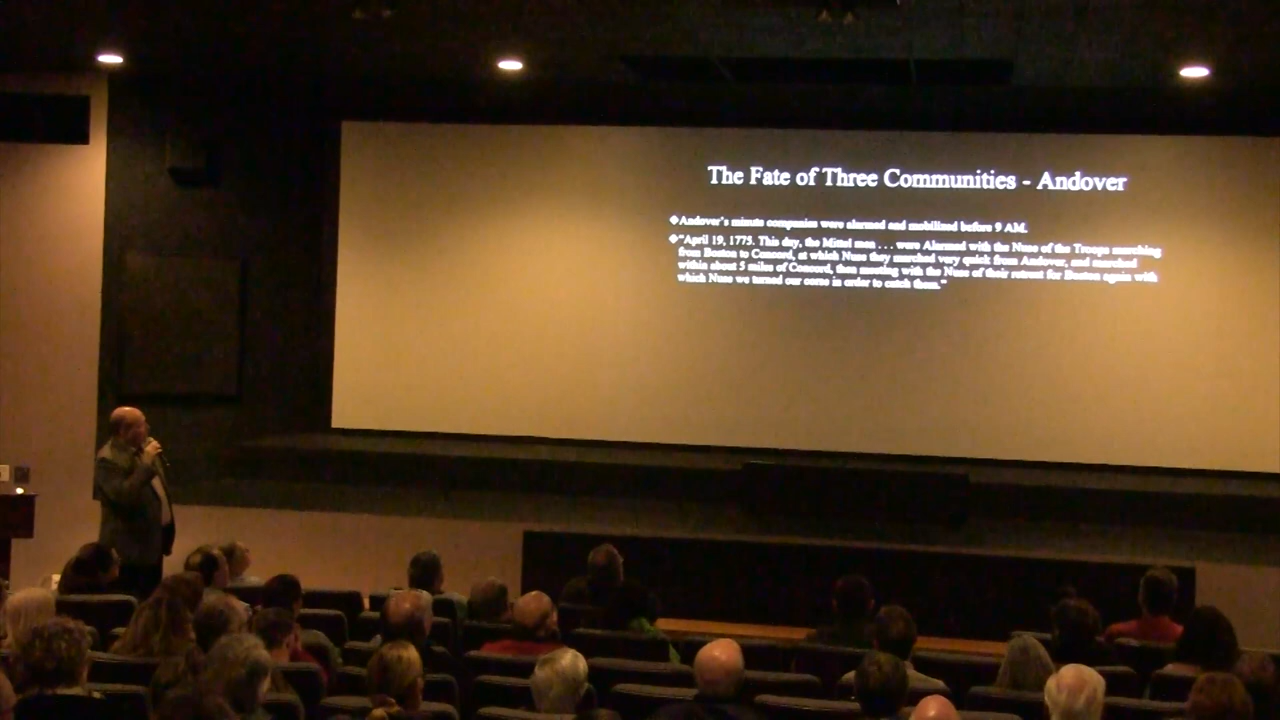 The Fate of Three Communities - Andover
❖Andover's minute companies were alarmed and mobilized before 9 AM.
❖"April 19, 1775. This day, the Mittel men . . . were Alarmed with the Nuse of the Troops marching
from Boston to Concord, at which Nuse they marched very quick from Andover, and marched
within about 5 miles of Concord, then meeting with the Nuse of their retreat for Boston again with
which Nuse we turned our corse in order to catch them."